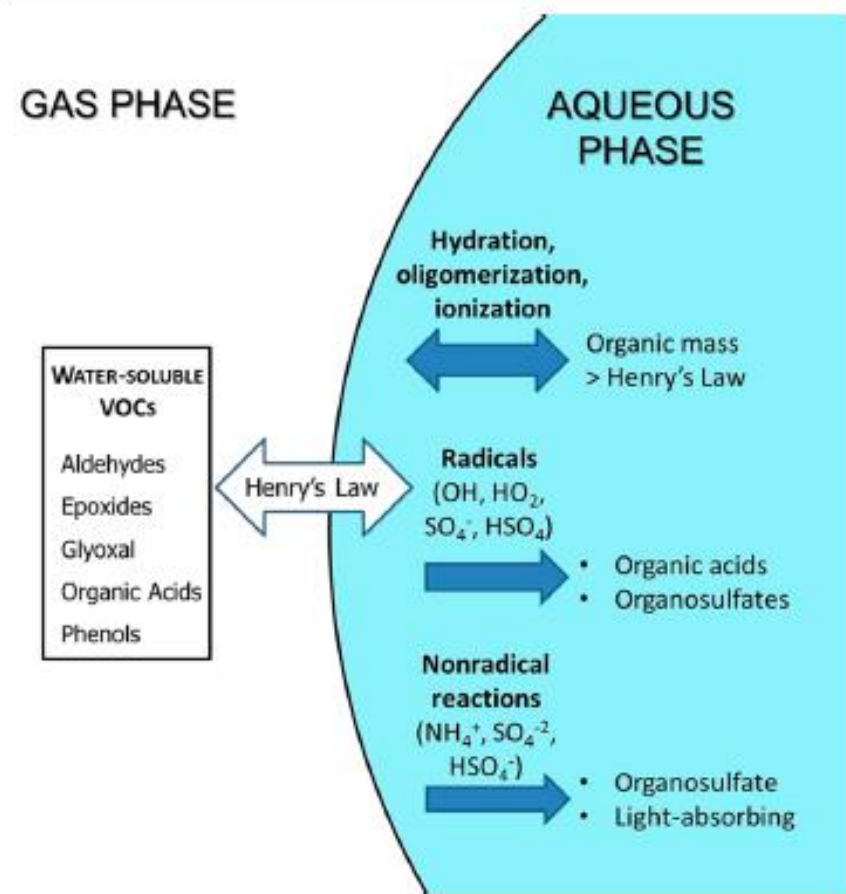 GAS PHASE
AQUEOUS
PHASE
Hydration,
oligomerization,
ionization
Organic mass
> Henry's Law
WATER-SOLUBLE
VOCs
Aldehydes
Epoxides
Glyoxal
Organic Acids
Phenols
Henry's Law
Radicals
(OH, HO₂,
SO₄⁻, HSO₄)
• Organic acids
• Organosulfates
Nonradical
reactions
(NH₄⁺, SO₄⁻²,
HSO₄⁻)
• Organosulfate
• Light-absorbing